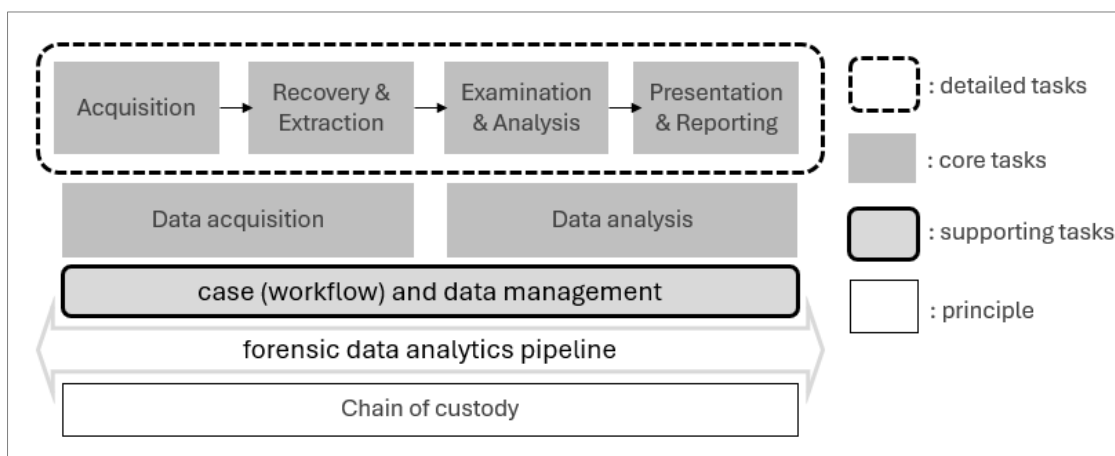 Acquisition
Recovery &
Extraction
Examination
& Analysis
Presentation
& Reporting
Data acquisition
Data analysis
case (workflow) and data management
forensic data analytics pipeline
Chain of custody
: detailed tasks
: core tasks
: supporting tasks
: principle